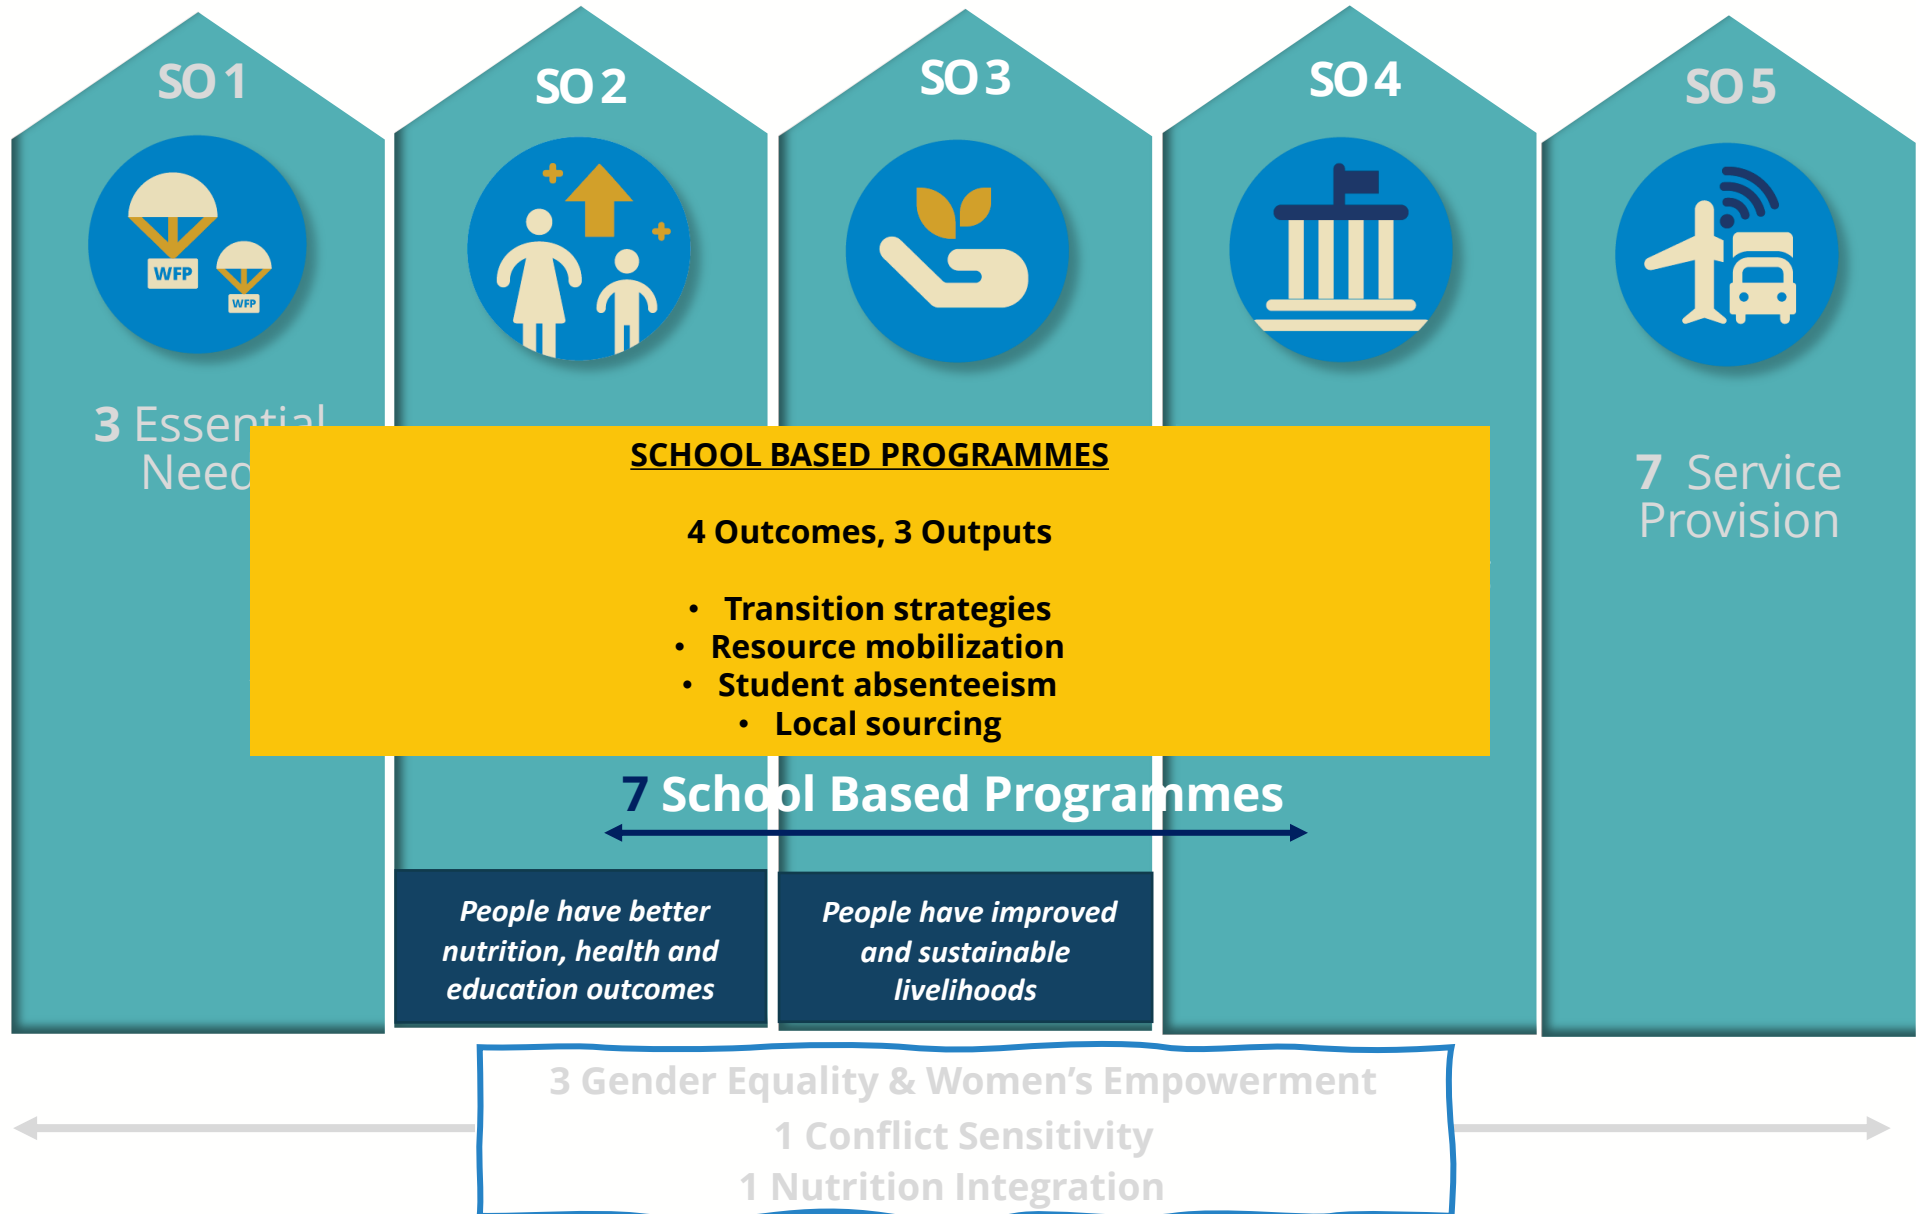 SO 1
SO 2
SO 3
SO 4
SO 5
WFP
WFP
3 Essential
Need
7 Service
Provision
SCHOOL BASED PROGRAMMES
4 Outcomes, 3 Outputs
• Transition strategies
• Resource mobilization
• Student absenteeism
• Local sourcing
7 School Based Programmes
People have better
nutrition, health and
education outcomes
People have improved
and sustainable
livelihoods
3 Gender Equality & Women’s Empowerment
1 Conflict Sensitivity
1 Nutrition Integration